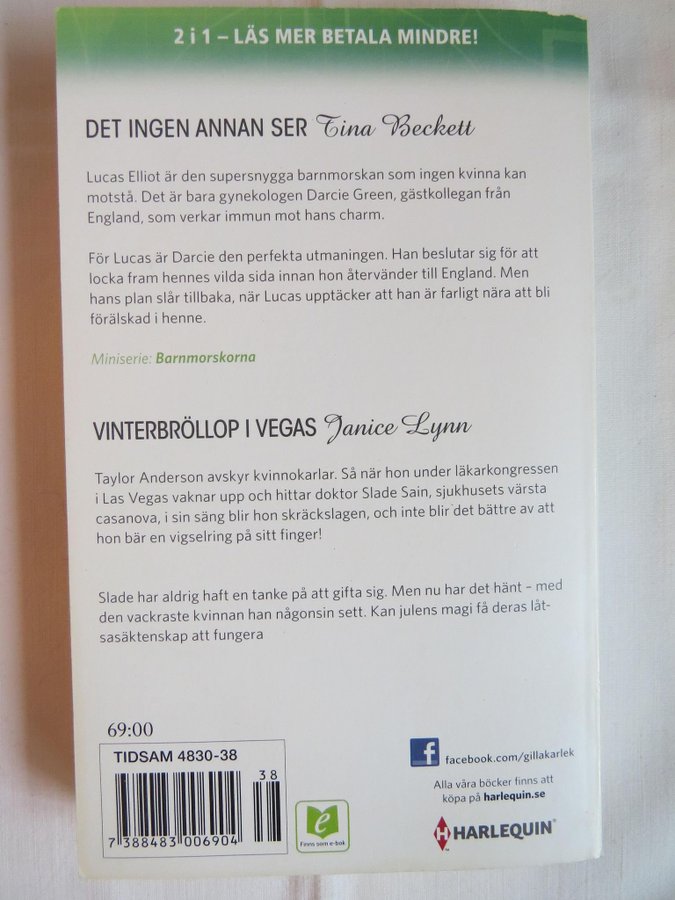 2 i 1 – LÄS MER BETALA MINDRE!
DET INGEN ANNAN SER Tina Beckett
Lucas Elliot är den supersnygga barnmorskan som ingen kvinna kan
motstå. Det är bara gynekologen Darcie Green, gästkollegan från
England, som verkar immun mot hans charm.
För Lucas är Darcie den perfekta utmaningen. Han beslutar sig för att
locka fram hennes vilda sida innan hon återvänder till England. Men
hans plan slår tillbaka, när Lucas upptäcker att han är farligt nära att bli
förälskad i henne.
Miniserie: Barnmorskorna
VINTERBRÖLLOP I VEGAS Janice Lynn
Taylor Anderson avskyr kvinnokarlar. Så när hon under läkarkongressen
i Las Vegas vaknar upp och hittar doktor Slade Sain, sjukhusets värsta
casanova, i sin säng blir hon skräckslagen, och inte blir det bättre av att
hon bär en vigselring på sitt finger!
Slade har aldrig haft en tanke på att gifta sig. Men nu har det hänt – med
den vackraste kvinnan han någonsin sett. Kan julens magi få deras låt-
sasäktenskap att fungera
69:00
TIDSAM 4830-38
38
7 388483 006904
e
Finns som e-bok
f facebook.com/gillakarlek
Alla våra böcker finns att
köpa på harlequin.se
H HARLEQUIN™